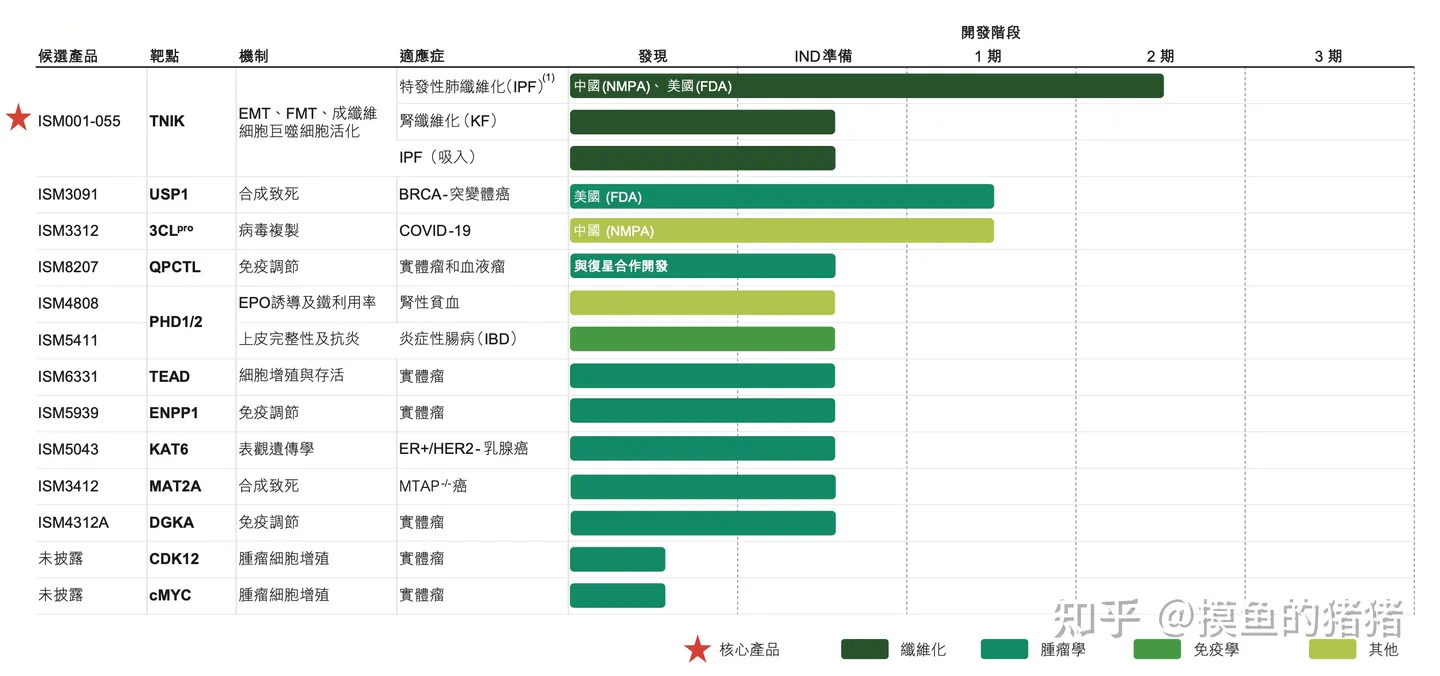 開發階段
候選產品 靶點 機制 適應症 發現 IND準備 1 期 2 期 3 期
特發性肺纖維化(IPF)(1) 中國(NMPA)、美國(FDA)
ISM001-055 TNIK EMT、FMT、成纖維
細胞巨噬細胞活化
腎纖維化(KF)
IPF(吸入)
ISM3091 USP1 合成致死 BRCA-突變體癌 美國 (FDA)
ISM3312 3CLpro 病毒複製 COVID-19 中國 (NMPA)
ISM8207 QPCTL 免疫調節 實體瘤和血液瘤 與復星合作開發
ISM4808 PHD1/2 EPO誘導及鐵利用率 腎性貧血
ISM5411 上皮完整性及抗炎 炎症性腸病(IBD)
ISM6331 TEAD 細胞增殖與存活 實體瘤
ISM5939 ENPP1 免疫調節 實體瘤
ISM5043 KAT6 表觀遺傳學 ER+/HER2-乳腺癌
ISM3412 MAT2A 合成致死 MTAP-/-癌
ISM4312A DGKA 免疫調節 實體瘤
未披露 CDK12 腫瘤細胞增殖 實體瘤
未披露 cMYC 腫瘤細胞增殖 實體瘤
知乎 @摸鱼的猪猪
核心產品 纖維化 腫瘤學 免疫學 其他